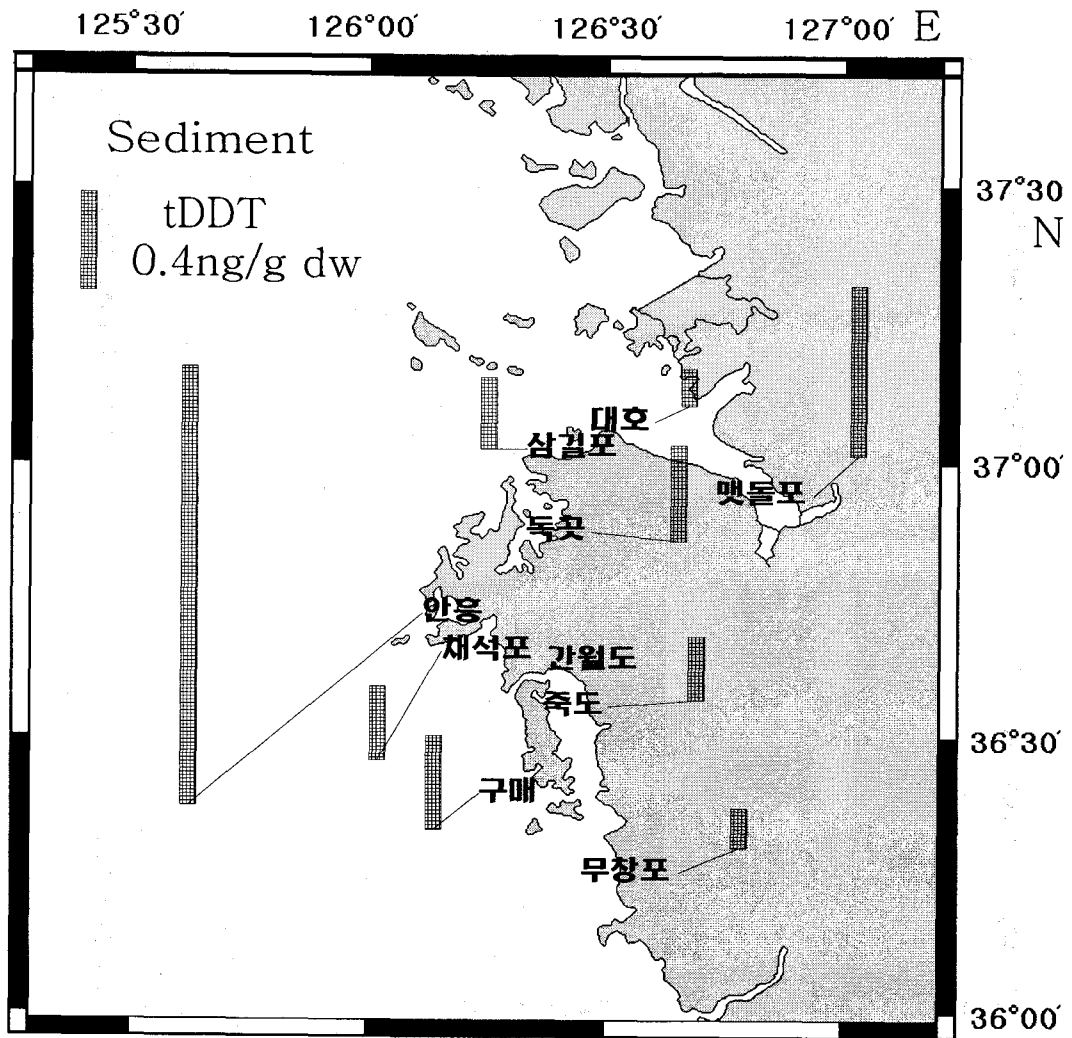 125°30′
126°00′
126°30′
127°00′ E
Sediment
tDDT
0.4ng/g dw
37°30′
N
대호
삼길포
37°00′
맷돌포
독곶
안흥
채석포
간월도
죽도
36°30′
구매
무창포
36°00′